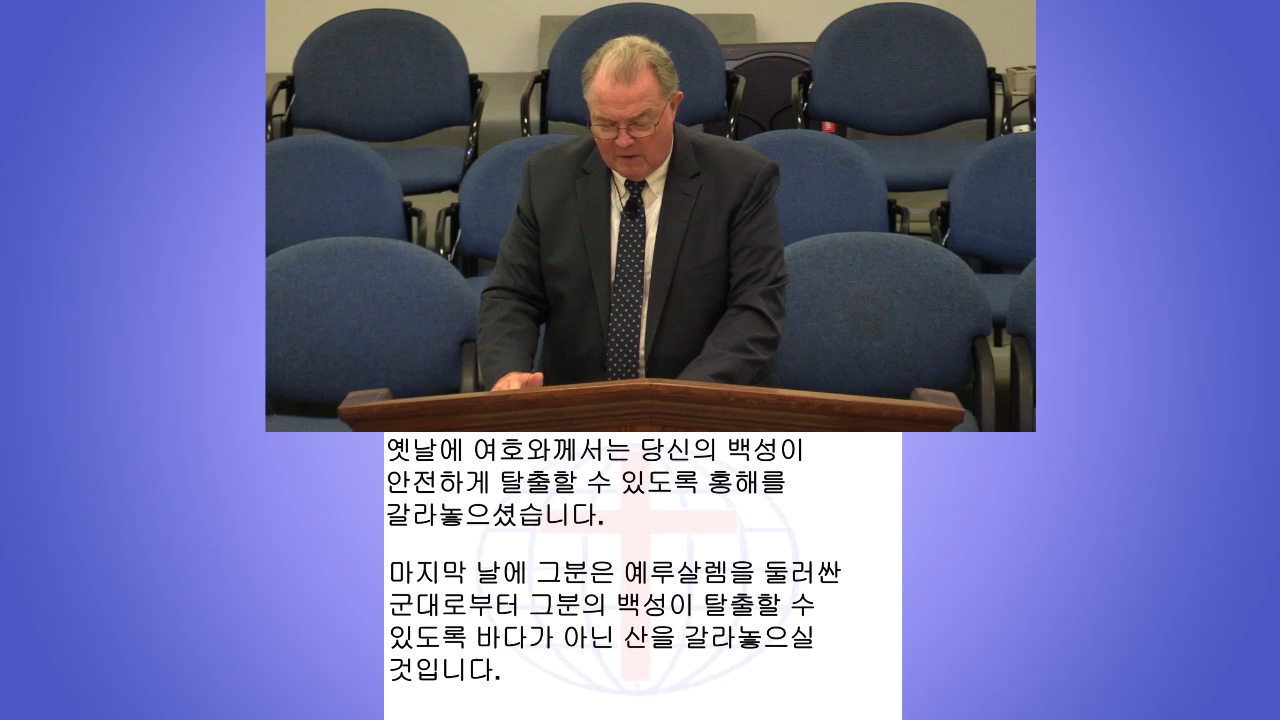 옛날에 여호와께서는 당신의 백성이
안전하게 탈출할 수 있도록 홍해를
갈라놓으셨습니다.
마지막 날에 그분은 예루살렘을 둘러싼
군대로부터 그분의 백성이 탈출할 수
있도록 바다가 아닌 산을 갈라놓으실
것입니다.